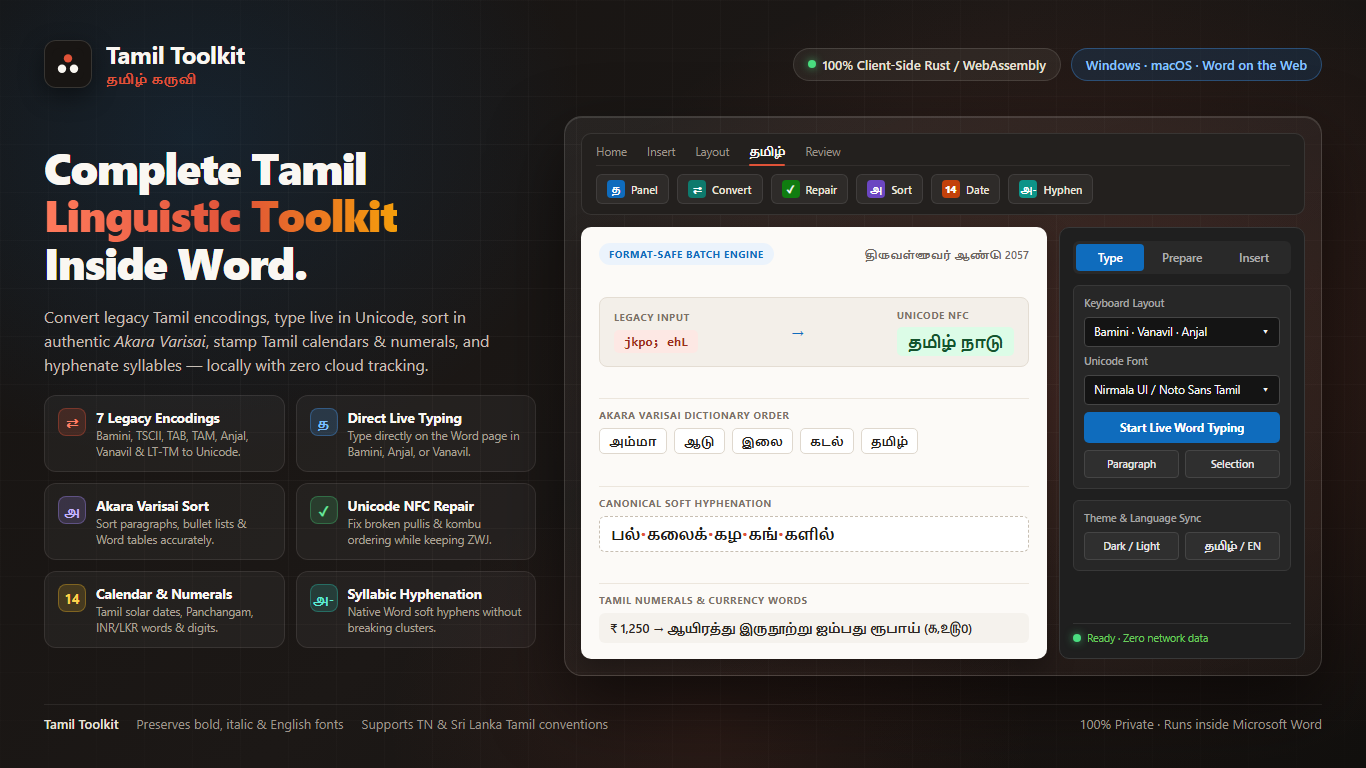 Tamil Toolkit
தமிழ் கருவி
100% Client-Side Rust / WebAssembly
Windows · macOS · Word on the Web
Complete Tamil
Linguistic Toolkit
Inside Word.
Convert legacy Tamil encodings, type live in Unicode, sort in
authentic Akara Varisai, stamp Tamil calendars & numerals, and
hyphenate syllables — locally with zero cloud tracking.
⇄
7 Legacy Encodings
Bamini, TSCII, TAB, TAM, Anjal,
Vanavil & LT-TM to Unicode.
த
Direct Live Typing
Type directly on the Word page in
Bamini, Anjal, or Vanavil.
அ
Akara Varisai Sort
Sort paragraphs, bullet lists &
Word tables accurately.
✓
Unicode NFC Repair
Fix broken pullis & kombu
ordering while keeping ZWJ.
14
Calendar & Numerals
Tamil solar dates, Panchangam,
INR/LKR words & digits.
அ-
Syllabic Hyphenation
Native Word soft hyphens without
breaking clusters.
Home Insert Layout தமிழ் Review
த Panel ⇄ Convert ✓ Repair அ Sort 14 Date அ- Hyphen
FORMAT-SAFE BATCH ENGINE
திருவள்ளுவர் ஆண்டு 2057
LEGACY INPUT
jkpo; ehL
→
UNICODE NFC
தமிழ் நாடு
AKARA VARISAI DICTIONARY ORDER
அம்மா ஆடு இலை கடல் தமிழ்
CANONICAL SOFT HYPHENATION
பல்·கலைக்·கழ·கங்·களில்
TAMIL NUMERALS & CURRENCY WORDS
₹ 1,250 → ஆயிரத்து இருநூற்று ஐம்பது ரூபாய் (௧,௨௫௦)
Type Prepare Insert
Keyboard Layout
Bamini · Vanavil · Anjal
Unicode Font
Nirmala UI / Noto Sans Tamil
Start Live Word Typing
Paragraph Selection
Theme & Language Sync
Dark / Light தமிழ் / EN
Ready · Zero network data
Tamil Toolkit Preserves bold, italic & English fonts Supports TN & Sri Lanka Tamil conventions
100% Private · Runs inside Microsoft Word